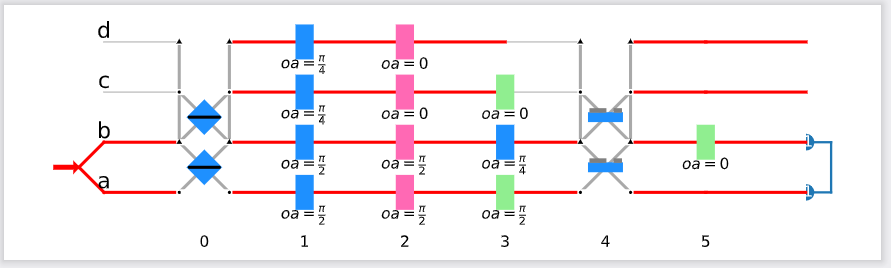 d
oa = π/4 oa = 0
c
oa = π/4 oa = 0 oa = 0
b
oa = π/2 oa = π/2 oa = π/4 oa = 0
a
oa = π/2 oa = π/2 oa = π/2
0 1 2 3 4 5